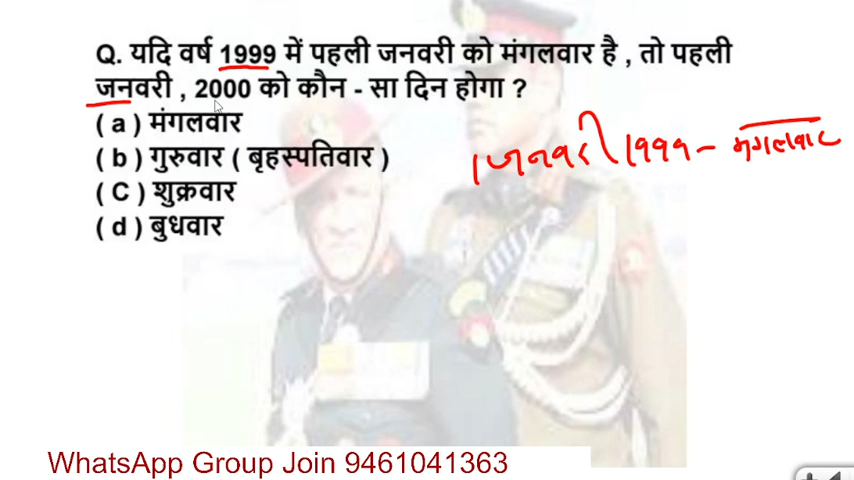 Q. यदि वर्ष 1999 में पहली जनवरी को मंगलवार है , तो पहली
जनवरी , 2000 को कौन - सा दिन होगा ?
( a ) मंगलवार
( b ) गुरुवार ( बृहस्पतिवार )
( C ) शुक्रवार
( d ) बुधवार
1 जनवरी 1999 - मंगलवार
WhatsApp Group Join 9461041363